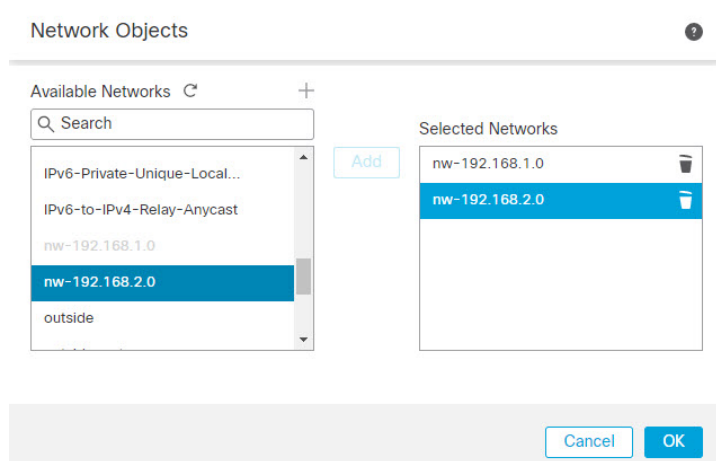 Network Objects
?
Available Networks
Search
IPv6-Private-Unique-Local...
IPv6-to-IPv4-Relay-Anycast
nw-192.168.1.0
nw-192.168.2.0
outside
Add
Selected Networks
nw-192.168.1.0
nw-192.168.2.0
Cancel
OK